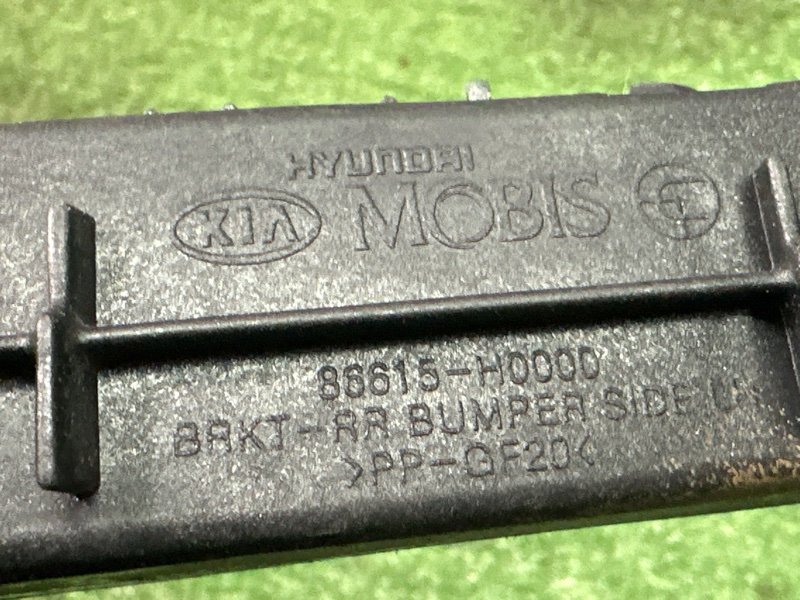 HYUNDAI
KIA MOBIS
86615-H0000
BRKT-RR BUMPER SIDE
>PP-GF20<